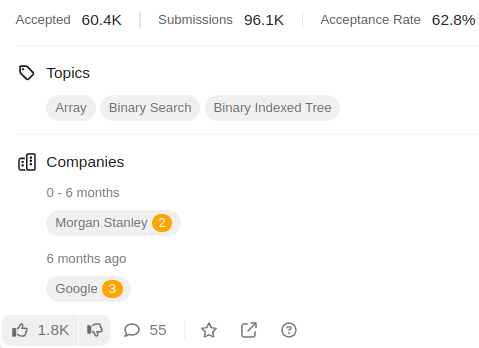 Accepted 60.4K Submissions 96.1K Acceptance Rate 62.8%
Topics
Array Binary Search Binary Indexed Tree
Companies
0 - 6 months
Morgan Stanley 2
6 months ago
Google 3
1.8K 55